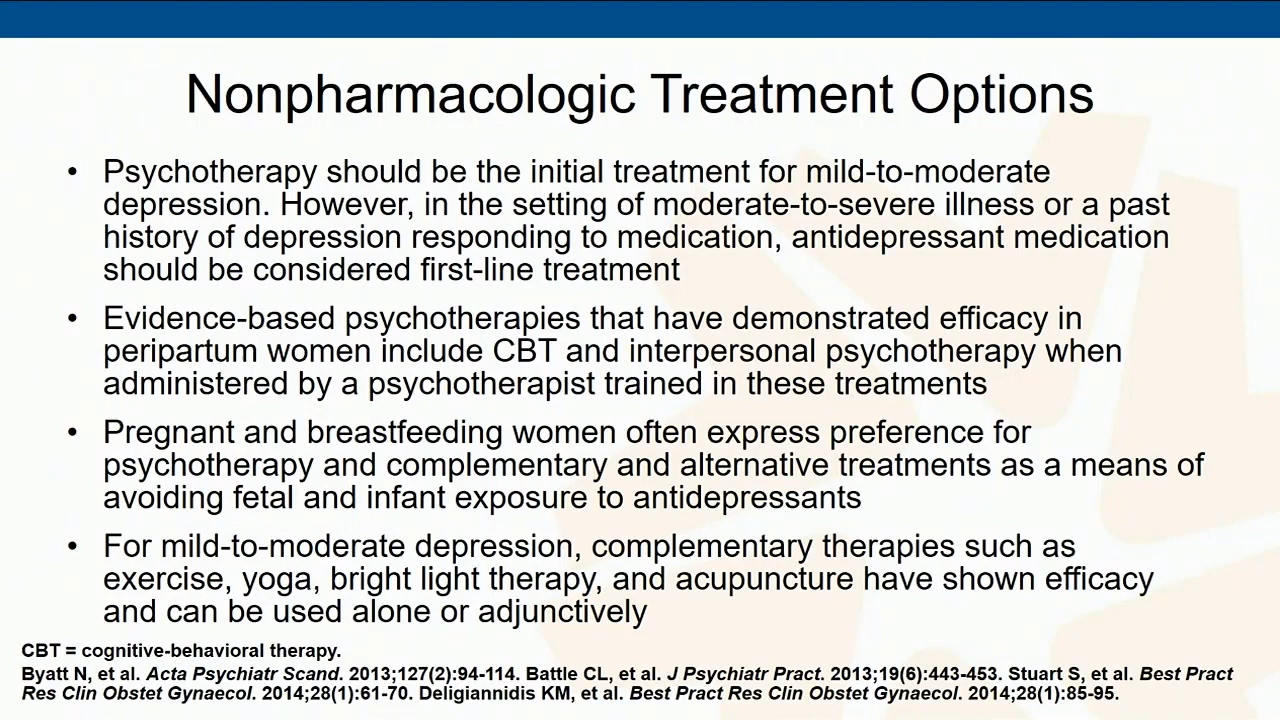 Nonpharmacologic Treatment Options
• Psychotherapy should be the initial treatment for mild-to-moderate
depression. However, in the setting of moderate-to-severe illness or a past
history of depression responding to medication, antidepressant medication
should be considered first-line treatment
• Evidence-based psychotherapies that have demonstrated efficacy in
peripartum women include CBT and interpersonal psychotherapy when
administered by a psychotherapist trained in these treatments
• Pregnant and breastfeeding women often express preference for
psychotherapy and complementary and alternative treatments as a means of
avoiding fetal and infant exposure to antidepressants
• For mild-to-moderate depression, complementary therapies such as
exercise, yoga, bright light therapy, and acupuncture have shown efficacy
and can be used alone or adjunctively
CBT = cognitive-behavioral therapy.
Byatt N, et al. Acta Psychiatr Scand. 2013;127(2):94-114. Battle CL, et al. J Psychiatr Pract. 2013;19(6):443-453. Stuart S, et al. Best Pract
Res Clin Obstet Gynaecol. 2014;28(1):61-70. Deligiannidis KM, et al. Best Pract Res Clin Obstet Gynaecol. 2014;28(1):85-95.